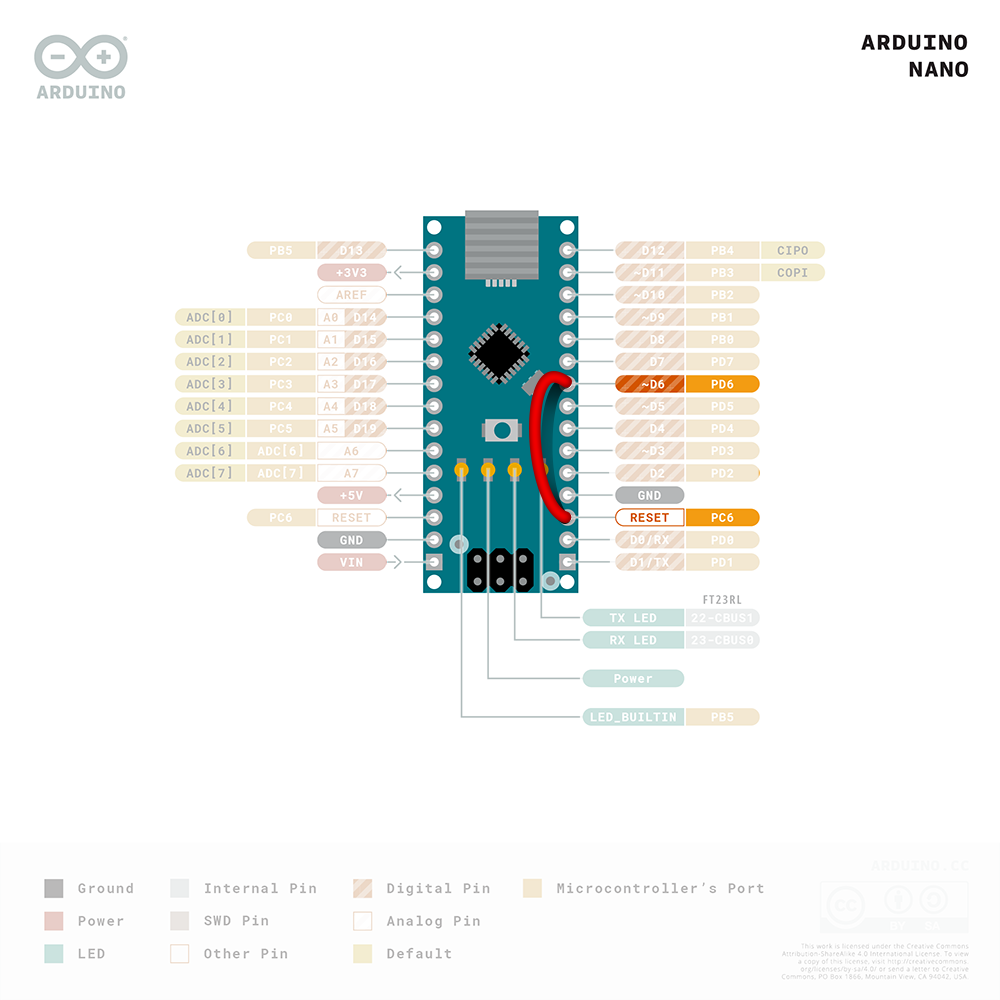 ARDUINO
ARDUINO
NANO
PB5 D13 D12 PB4 CIPO
+3V3 ~D11 PB3 COPI
AREF ~D10 PB2
ADC[0] PC0 A0 D14 ~D9 PB1
ADC[1] PC1 A1 D15 D8 PB0
ADC[2] PC2 A2 D16 D7 PD7
ADC[3] PC3 A3 D17 ~D6 PD6
ADC[4] PC4 A4 D18 ~D5 PD5
ADC[5] PC5 A5 D19 D4 PD4
ADC[6] ADC[6] A6 ~D3 PD3
ADC[7] ADC[7] A7 D2 PD2
+5V GND
PC6 RESET RESET PC6
GND D0/RX PD0
VIN D1/TX PD1
FT23RL
TX LED 22-CBUS1
RX LED 23-CBUS0
Power
LED_BUILTIN PB5
Ground Internal Pin Digital Pin Microcontroller's Port
Power SWD Pin Analog Pin
LED Other Pin Default
ARDUINO.CC
CC
BY SA
This work is licensed under the Creative Commons
Attribution-ShareAlike 4.0 International License. To view
a copy of this license, visit http://creativecommons.
org/licenses/by-sa/4.0/ or send a letter to Creative
Commons, PO Box 1866, Mountain View, CA 94042, USA.